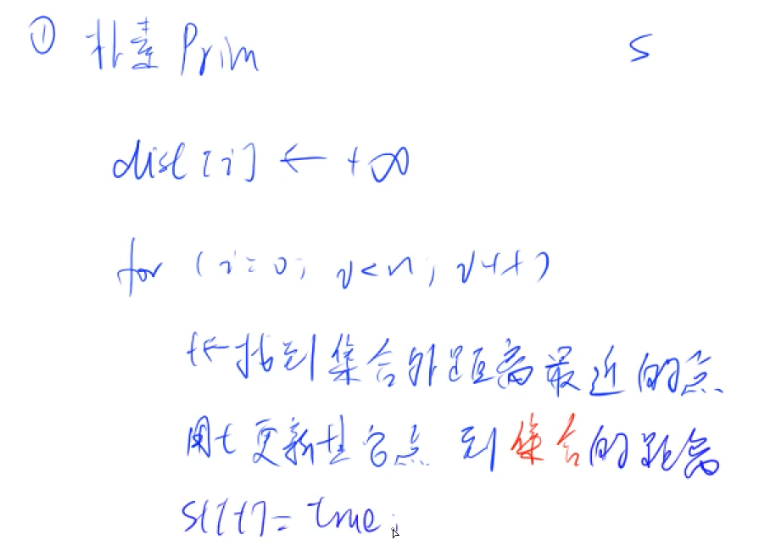 ① 朴素 Prim S
dist[i] ← +∞
for (i=0; i<n; i++)
t← 找到集合外距离最近的点
用t更新其它点 到集合的距离
s[t]=true;